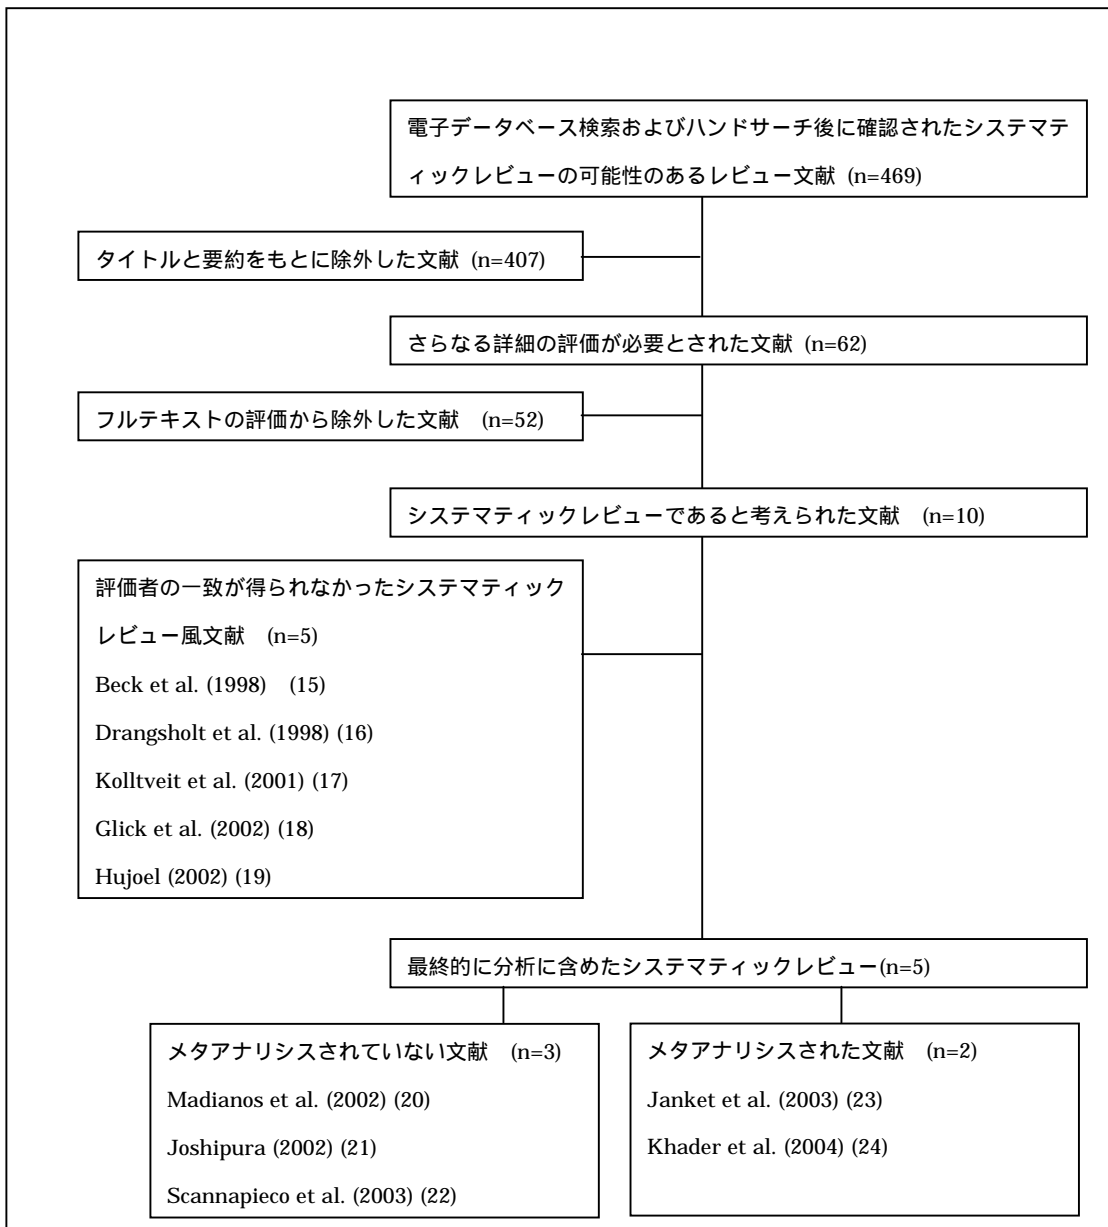 電子データベース検索およびハンドサーチ後に確認されたシステマテ
ィックレビューの可能性のあるレビュー文献 (n=469)
タイトルと要約をもとに除外した文献 (n=407)
さらなる詳細の評価が必要とされた文献 (n=62)
フルテキストの評価から除外した文献 (n=52)
システマティックレビューであると考えられた文献 (n=10)
評価者の一致が得られなかったシステマティック
レビュー風文献 (n=5)
Beck et al. (1998) (15)
Drangsholt et al. (1998) (16)
Kolltveit et al. (2001) (17)
Glick et al. (2002) (18)
Hujoel (2002) (19)
最終的に分析に含めたシステマティックレビュー(n=5)
メタアナリシスされていない文献 (n=3)
Madianos et al. (2002) (20)
Joshipura (2002) (21)
Scannapieco et al. (2003) (22)
メタアナリシスされた文献 (n=2)
Janket et al. (2003) (23)
Khader et al. (2004) (24)